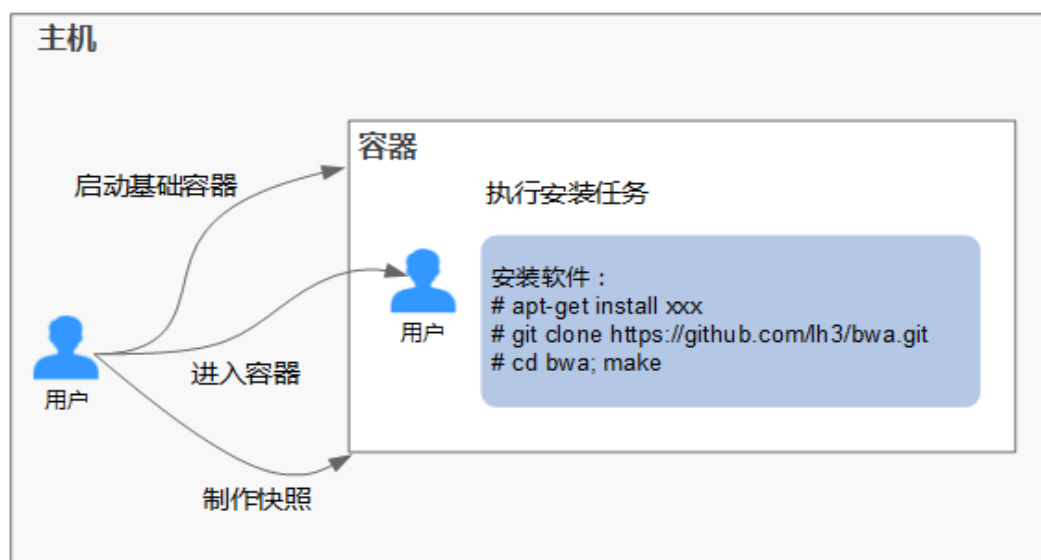 主机
容器
启动基础容器
执行安装任务
安装软件：
# apt-get install xxx
# git clone https://github.com/lh3/bwa.git
# cd bwa; make
用户
进入容器
用户
制作快照